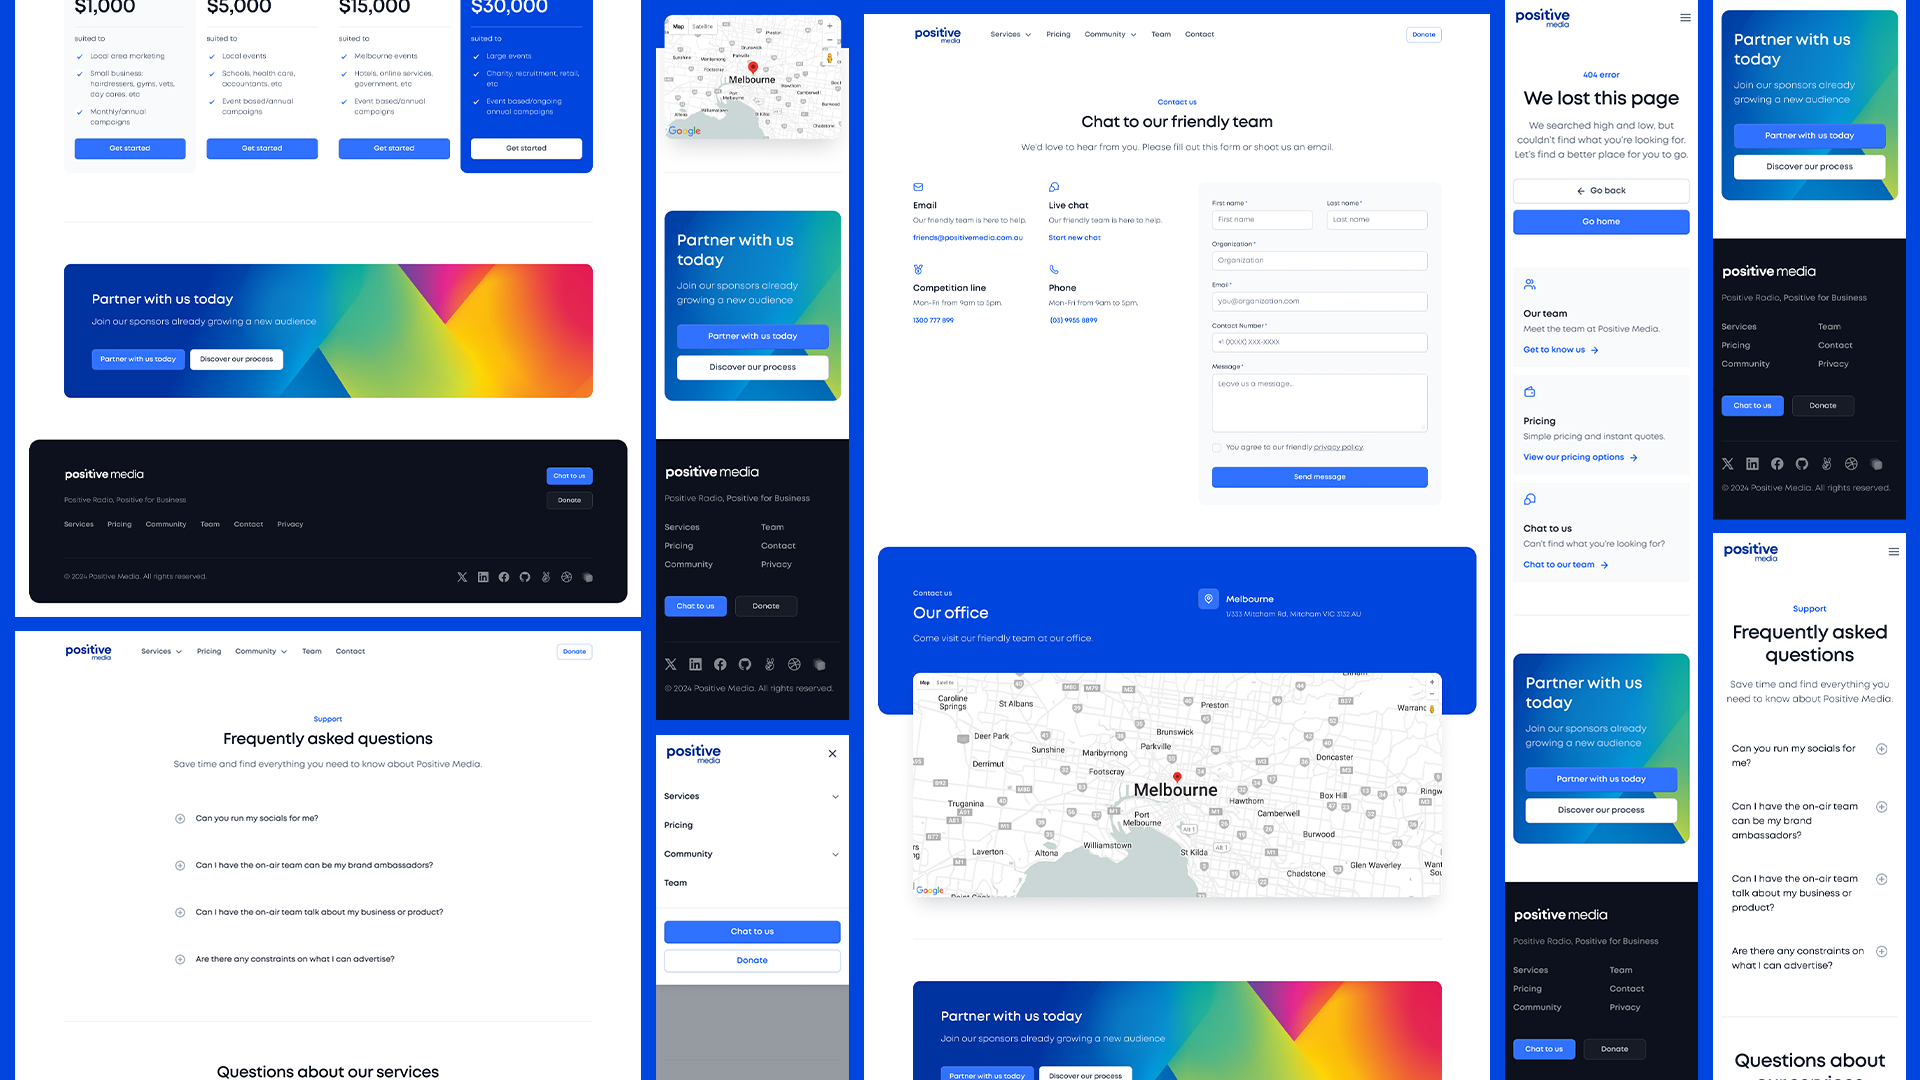 $1,000
suited to
Local area marketing
Small business:
hairdressers, gyms, vets,
day cares, etc
Monthly/annual
campaigns
Get started
$5,000
suited to
Local events
Schools, health care,
accountants, etc
Event based/annual
campaigns
Get started
$15,000
suited to
Melbourne events
Hotels, online services,
government, etc
Event based/annual
campaigns
Get started
$30,000
suited to
Large events
Charity, recruitment, retail,
etc
Event based/ongoing
annual campaigns
Get started
Partner with us today
Join our sponsors already growing a new audience
Partner with us today
Discover our process
positive media
Positive Radio, Positive for Business
Services Pricing Community Team Contact Privacy
Chat to us
Donate
© 2024 Positive Media. All rights reserved.
positive
media
Services Pricing Community Team Contact
Donate
Support
Frequently asked questions
Save time and find everything you need to know about Positive Media.
Can you run my socials for me?
Can I have the on-air team can be my brand ambassadors?
Can I have the on-air team talk about my business or product?
Are there any constraints on what I can advertise?
Questions about our services
Map Satellite
Brunswick
Sunshine
Maribyrnong
Parkville
Footscray
Melbourne
Port
Melbourne
Hawthorn
Camberwell
Williamstown
Burwood
Altona
St Kilda
Chadstone
Google
Partner with us
today
Join our sponsors already
growing a new audience
Partner with us today
Discover our process
positive media
Positive Radio, Positive for Business
Services Team
Pricing Contact
Community Privacy
Chat to us
Donate
© 2024 Positive Media. All rights reserved.
positive
media
Services
Pricing
Community
Team
Chat to us
Donate
positive
media
Services Pricing Community Team Contact
Donate
Contact us
Chat to our friendly team
We'd love to hear from you. Please fill out this form or shoot us an email.
Email
Our friendly team is here to help.
friends@positivemedia.com.au
Live chat
Our friendly team is here to help.
Start new chat
Competition line
Mon-Fri from 9am to 5pm.
1300 777 899
Phone
Mon-Fri from 9am to 5pm.
(03) 9955 8899
First name *
First name
Last name *
Last name
Organization *
Organization
Email *
you@organization.com
Contact Number *
+1 (XXXX) XXX-XXXX
Message *
Leave us a message...
You agree to our friendly privacy policy.
Send message
Contact us
Our office
Come visit our friendly team at our office.
Melbourne
1/333 Mitcham Rd, Mitcham VIC 3132 AU
Map Satellite
Caroline
Springs
St Albans
Preston
Warranc
Deer Park
Brunswick
Sunshine
Maribyrnong
Parkville
Doncaster
Derrimut
Footscray
Melbourne
Hawthorn
Box Hill
Ringw
Truganina
Port
Melbourne
Camberwell
Burwood
Williamstown
Laverton
Altona
St Kilda
Glen Waverley
Chadstone
Google
Partner with us today
Join our sponsors already growing a new audience
Partner with us today
Discover our process
positive
media
404 error
We lost this page
We searched high and low, but
couldn't find what you're looking for.
Let's find a better place for you to go.
Go back
Go home
Our team
Meet the team at Positive Media.
Get to know us
Pricing
Simple pricing and instant quotes.
View our pricing options
Chat to us
Can't find what you're looking for?
Chat to our team
Partner with us
today
Join our sponsors already
growing a new audience
Partner with us today
Discover our process
positive media
Positive Radio, Positive for Business
Services Team
Pricing Contact
Community Privacy
Chat to us
Donate
Partner with us
today
Join our sponsors already
growing a new audience
Partner with us today
Discover our process
positive media
Positive Radio, Positive for Business
Services Team
Pricing Contact
Community Privacy
Chat to us
Donate
© 2024 Positive Media. All rights reserved.
positive
media
Support
Frequently asked
questions
Save time and find everything you
need to know about Positive Media.
Can you run my socials for
me?
Can I have the on-air team
can be my brand
ambassadors?
Can I have the on-air team
talk about my business or
product?
Are there any constraints on
what I can advertise?
Questions about